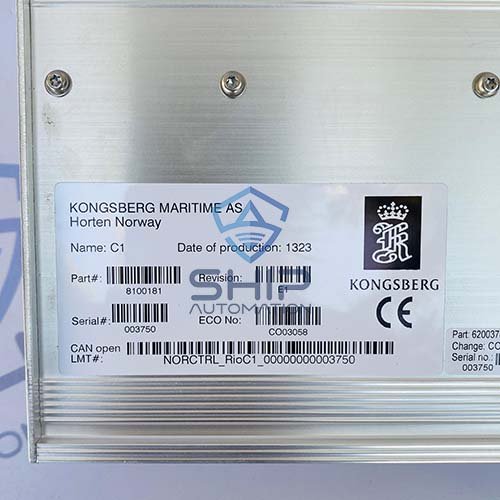 KONGSBERG MARITIME AS
Horten Norway
Name: C1 Date of production: 1323
Part#: 8100181 Revision: E1
Serial#: 003750 ECO No: CO03058
CAN open
LMT#: NORCTRL_RioC1_00000000003750
KONGSBERG
CE
Part: 620037
Change: CO
Serial no.:
003750
SHIP
AUTOMATION